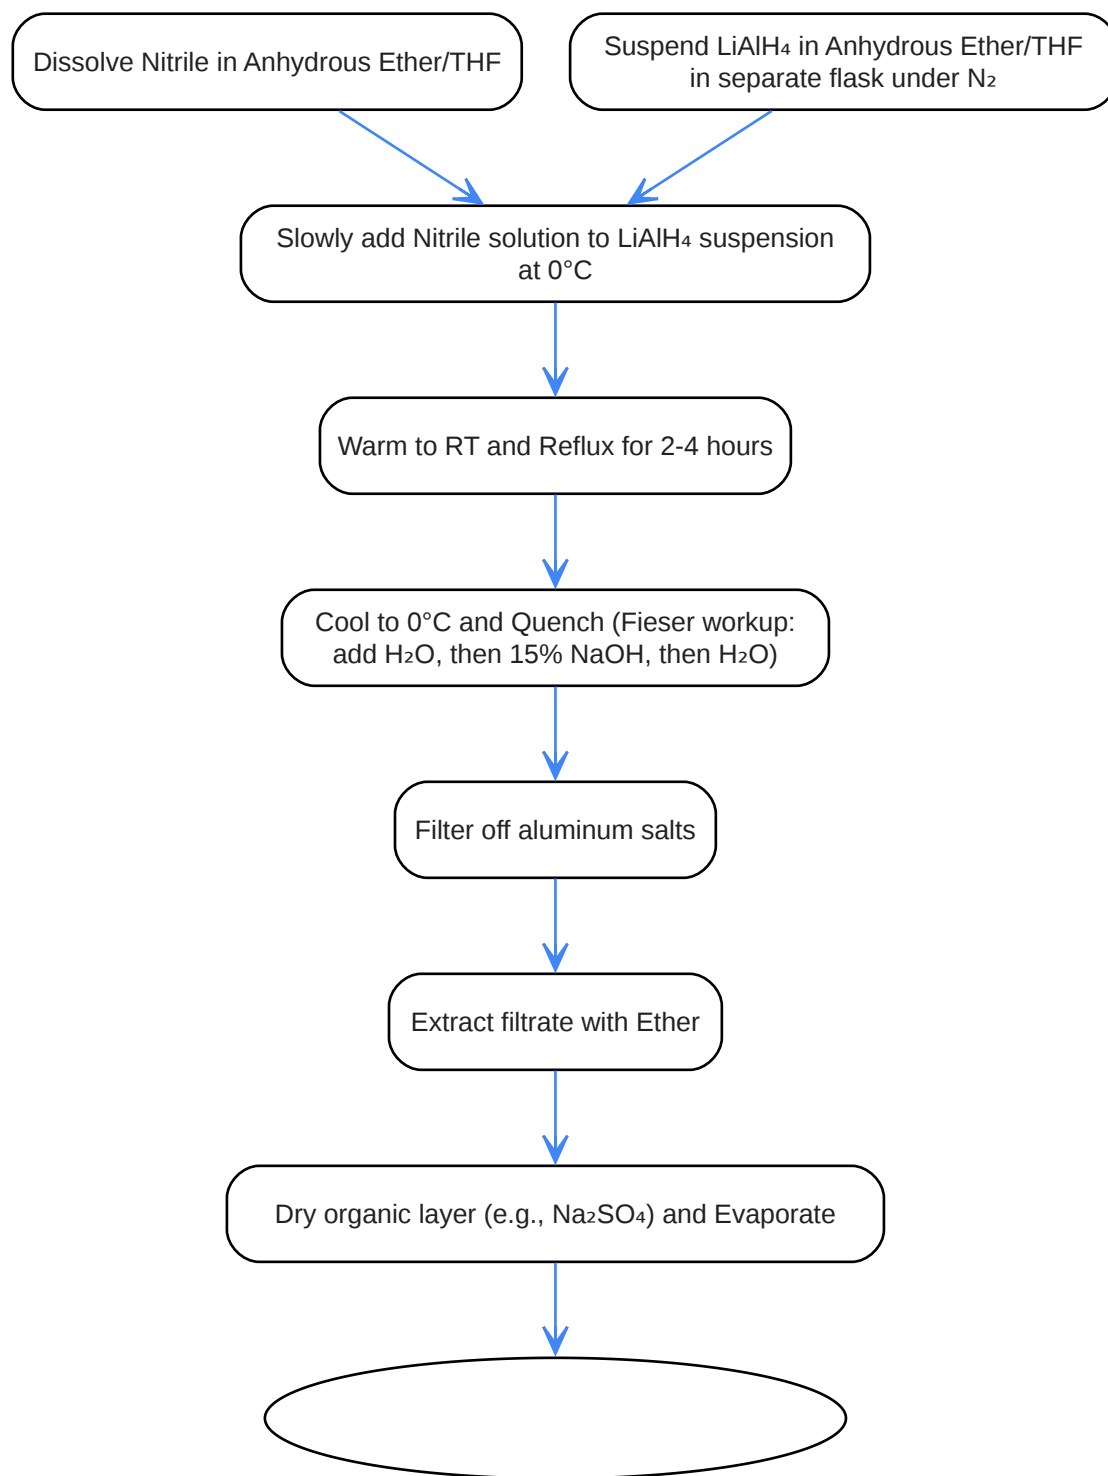 Dissolve Nitrile in Anhydrous Ether/THF
Suspend LiAlH₄ in Anhydrous Ether/THF
in separate flask under N₂
Slowly add Nitrile solution to LiAlH₄ suspension
at 0°C
Warm to RT and Reflux for 2-4 hours
Cool to 0°C and Quench (Fieser workup:
add H₂O, then 15% NaOH, then H₂O)
Filter off aluminum salts
Extract filtrate with Ether
Dry organic layer (e.g., Na₂SO₄) and Evaporate